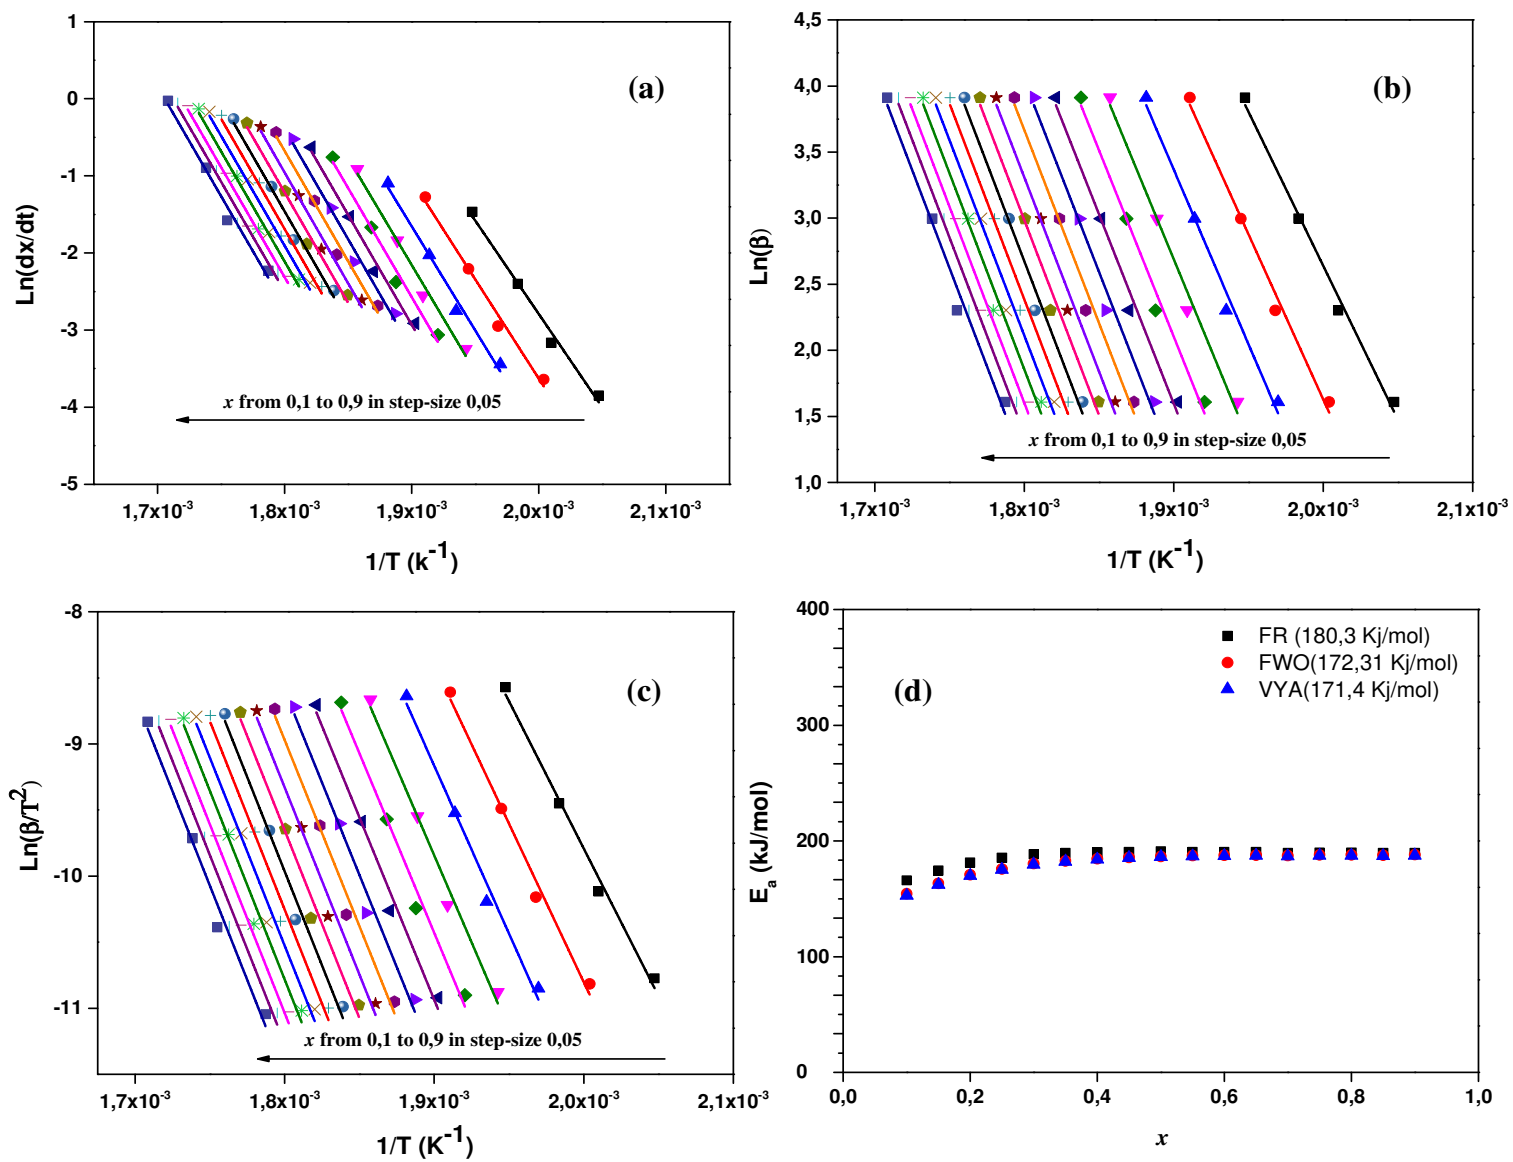 1
0
-1
-2
-3
-4
-5
Ln(dx/dt)
(a)
x from 0,1 to 0,9 in step-size 0,05
1,7x10⁻³ 1,8x10⁻³ 1,9x10⁻³ 2,0x10⁻³ 2,1x10⁻³
1/T (k⁻¹)
4,5
4,0
3,5
3,0
2,5
2,0
1,5
1,0
Ln(β)
(b)
x from 0,1 to 0,9 in step-size 0,05
1,7x10⁻³ 1,8x10⁻³ 1,9x10⁻³ 2,0x10⁻³ 2,1x10⁻³
1/T (K⁻¹)
-8
-9
-10
-11
Ln(β/T²)
(c)
x from 0,1 to 0,9 in step-size 0,05
1,7x10⁻³ 1,8x10⁻³ 1,9x10⁻³ 2,0x10⁻³ 2,1x10⁻³
1/T (K⁻¹)
400
300
200
100
0
Eₐ (kJ/mol)
(d)
FR (180,3 Kj/mol)
FWO(172,31 Kj/mol)
VYA(171,4 Kj/mol)
0,0 0,2 0,4 0,6 0,8 1,0
x